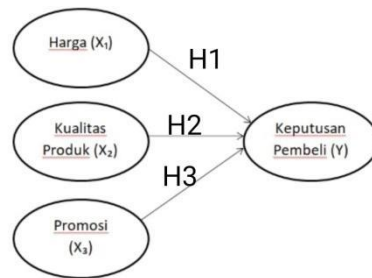 Harga (X₁)
H1
Kualitas
Produk (X₂)
H2
Keputusan
Pembeli (Y)
H3
Promosi
(X₃)